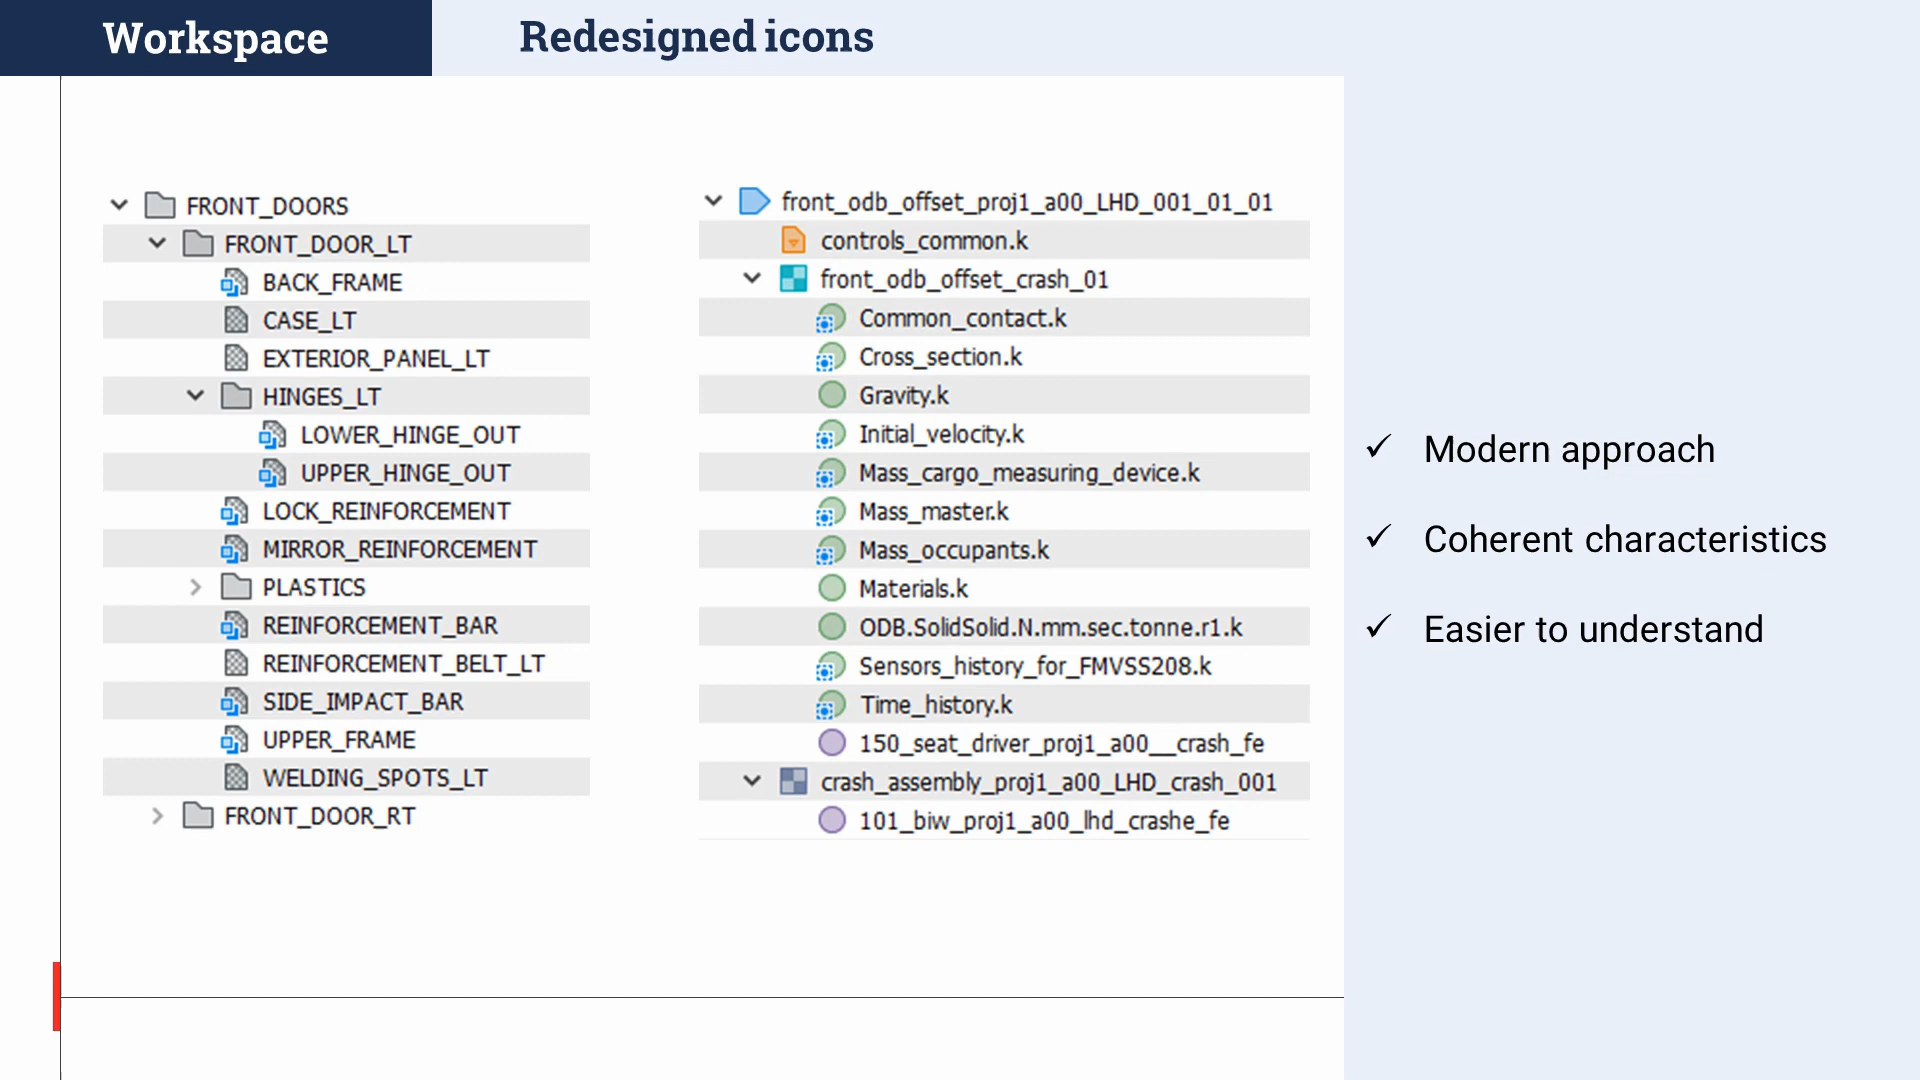 Workspace
Redesigned icons
FRONT_DOORS
FRONT_DOOR_LT
BACK_FRAME
CASE_LT
EXTERIOR_PANEL_LT
HINGES_LT
LOWER_HINGE_OUT
UPPER_HINGE_OUT
LOCK_REINFORCEMENT
MIRROR_REINFORCEMENT
PLASTICS
REINFORCEMENT_BAR
REINFORCEMENT_BELT_LT
SIDE_IMPACT_BAR
UPPER_FRAME
WELDING_SPOTS_LT
FRONT_DOOR_RT
front_odb_offset_proj1_a00_LHD_001_01_01
controls_common.k
front_odb_offset_crash_01
Common_contact.k
Cross_section.k
Gravity.k
Initial_velocity.k
Mass_cargo_measuring_device.k
Mass_master.k
Mass_occupants.k
Materials.k
ODB.SolidSolid.N.mm.sec.tonne.r1.k
Sensors_history_for_FMVSS208.k
Time_history.k
150_seat_driver_proj1_a00__crash_fe
crash_assembly_proj1_a00_LHD_crash_001
101_biw_proj1_a00_lhd_crashe_fe
✓ Modern approach
✓ Coherent characteristics
✓ Easier to understand